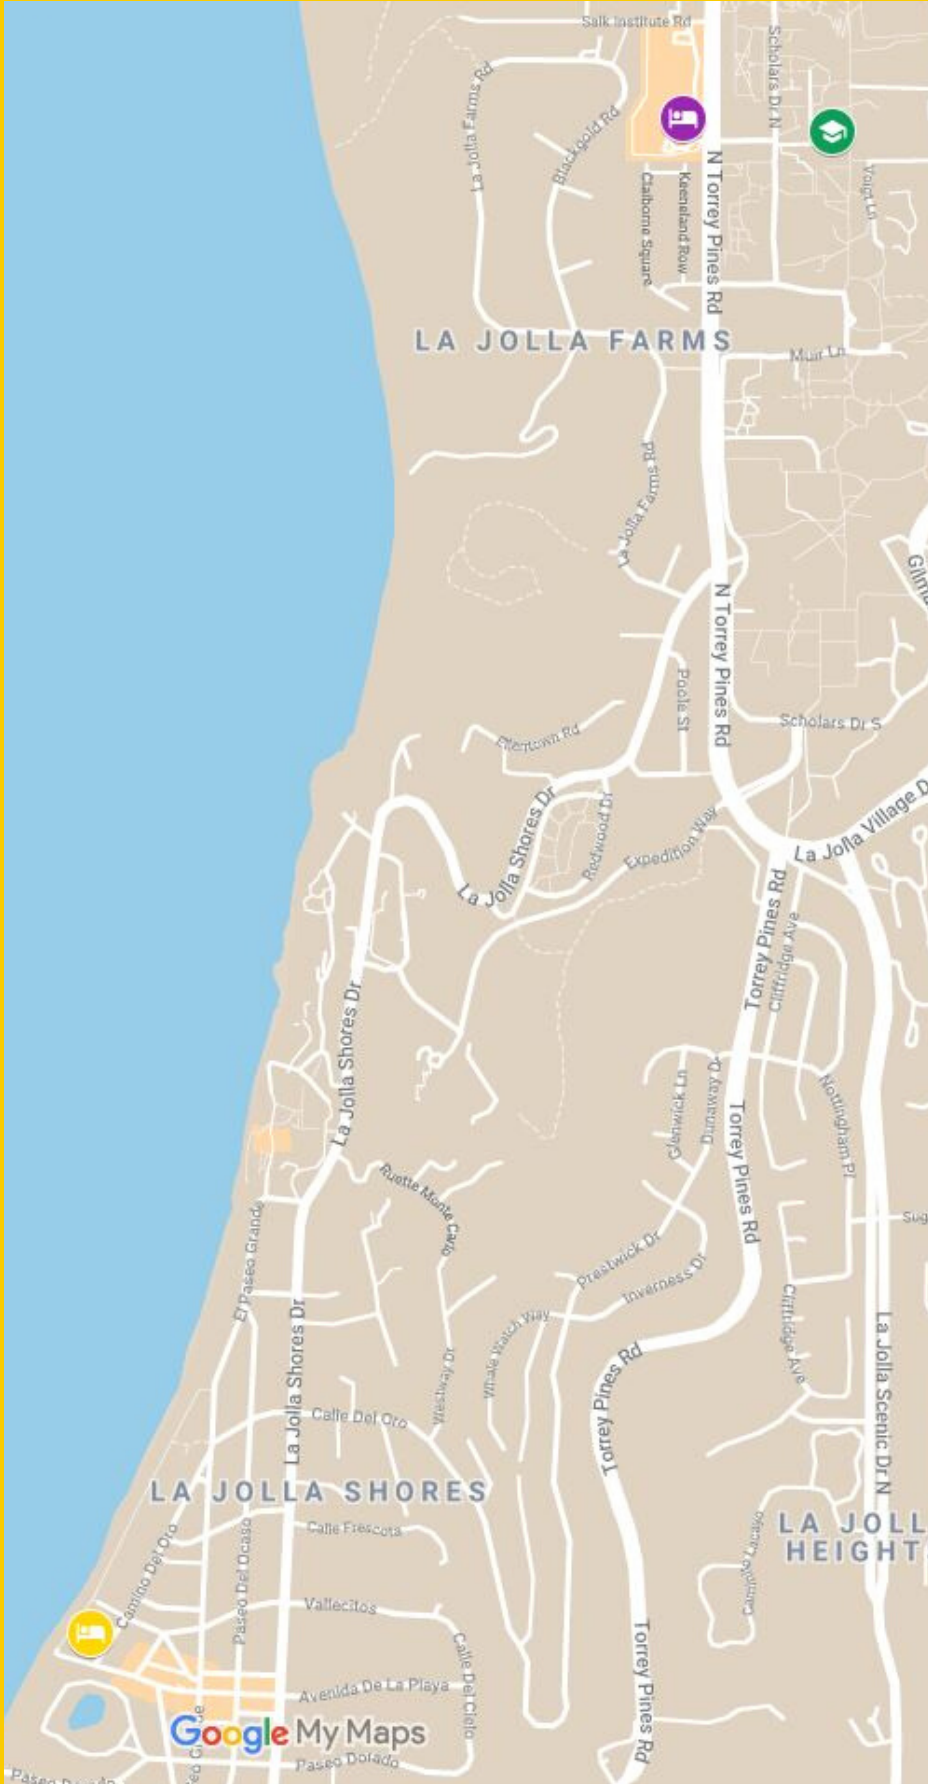 Salk Institute Rd
Scholars Dr N
La Jolla Farms Rd
Blackgold Rd
N Torrey Pines Rd
Voigt Ln
Claiborne Square
Keeneland Row
LA JOLLA FARMS
Muir Ln
La Jolla Farms Rd
N Torrey Pines Rd
Poole St
Scholars Dr S
Ellentown Rd
La Jolla Shores Dr
Redwood Dr
Expedition Way
La Jolla Village D
Torrey Pines Rd
Cliffridge Ave
La Jolla Shores Dr
Glenwick Ln
Dunaway Dr
Torrey Pines Rd
Nottingham Pl
Ruette Monte Carlo
El Paseo Grande
Sug
Prestwick Dr
Inverness Dr
Whale Watch Way
Westway Dr
Cliffridge Ave
La Jolla Shores Dr
Torrey Pines Rd
La Jolla Scenic Dr N
Calle Del Oro
LA JOLLA SHORES
Calle Frescota
LA JOLL
HEIGHT
Camino Del Oro
Paseo Del Ocaso
Caminito Lacayo
Vallecitos
Calle Del Cielo
Torrey Pines Rd
Avenida De La Playa
Google My Maps
Paseo Dorado